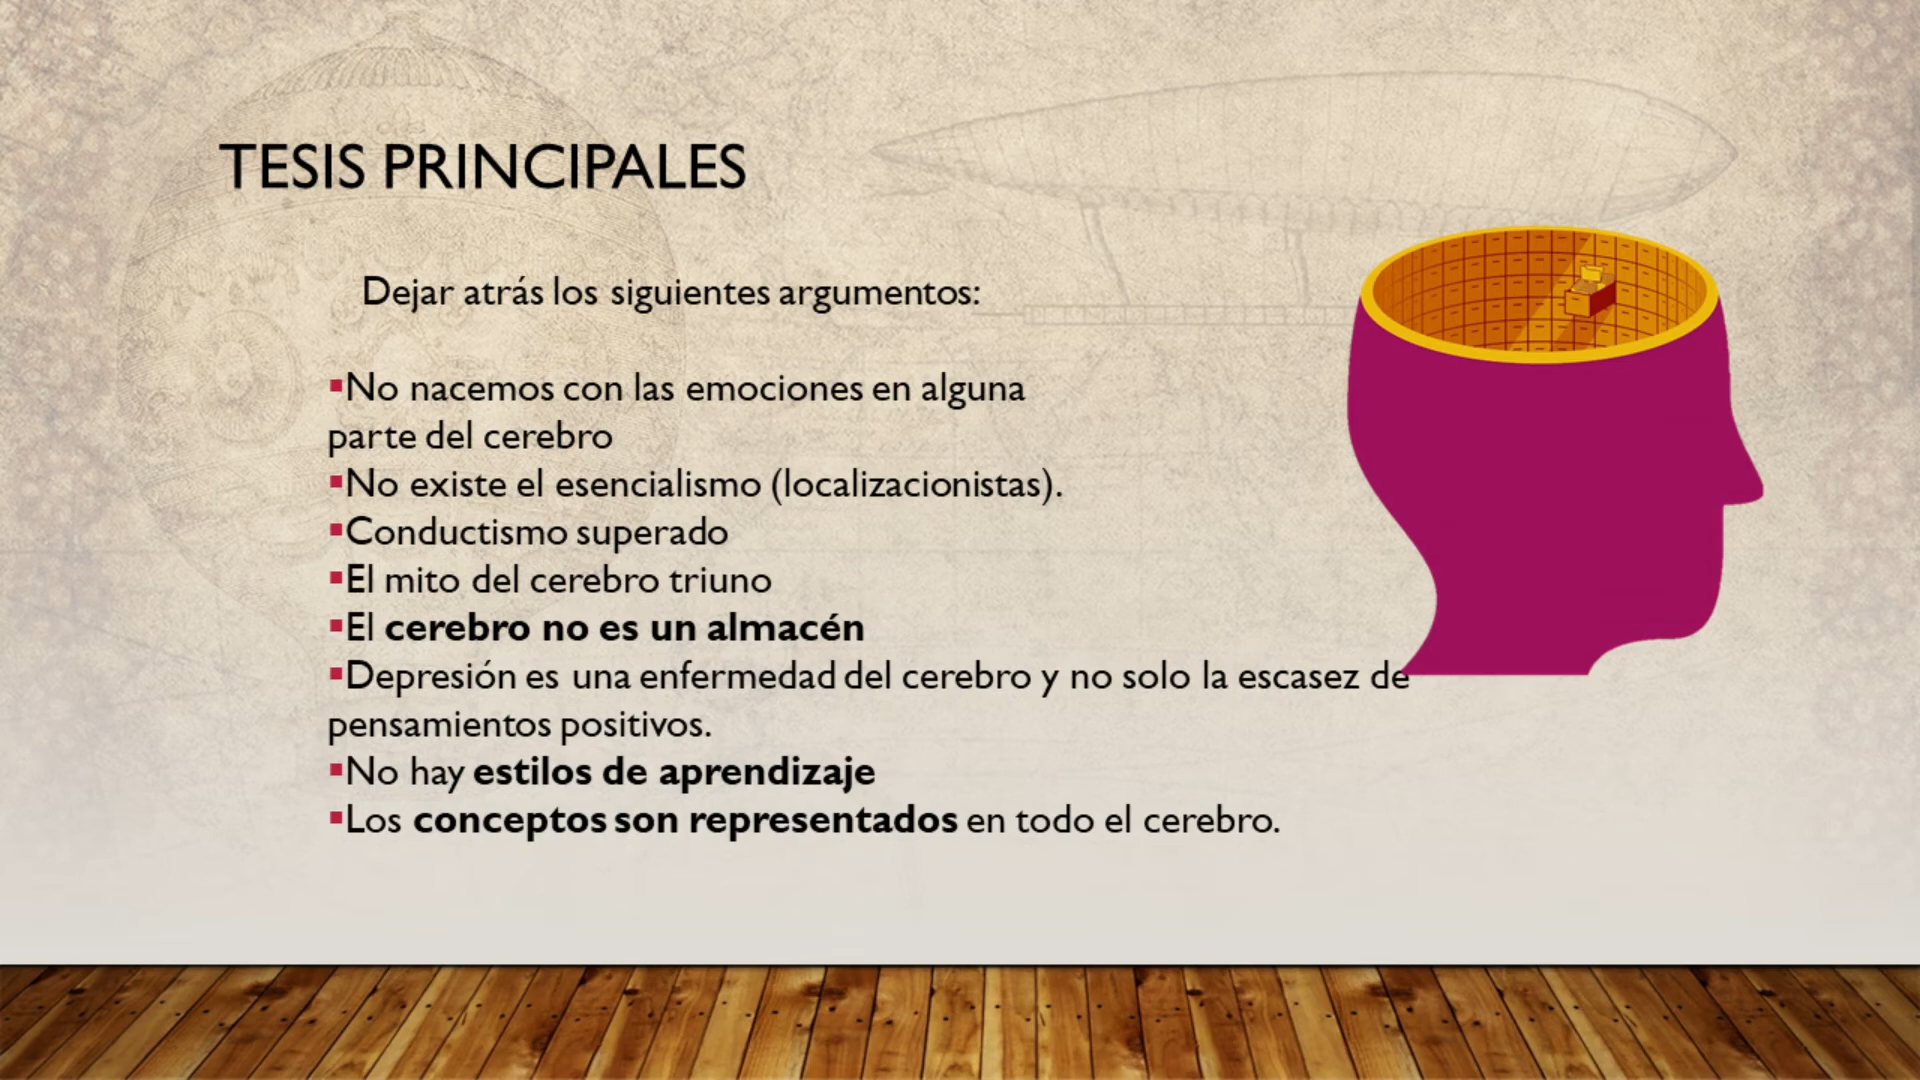 TESIS PRINCIPALES
Dejar atrás los siguientes argumentos:
▪No nacemos con las emociones en alguna
parte del cerebro
▪No existe el esencialismo (localizacionistas).
▪Conductismo superado
▪El mito del cerebro triuno
▪El cerebro no es un almacén
▪Depresión es una enfermedad del cerebro y no solo la escasez de
pensamientos positivos.
▪No hay estilos de aprendizaje
▪Los conceptos son representados en todo el cerebro.